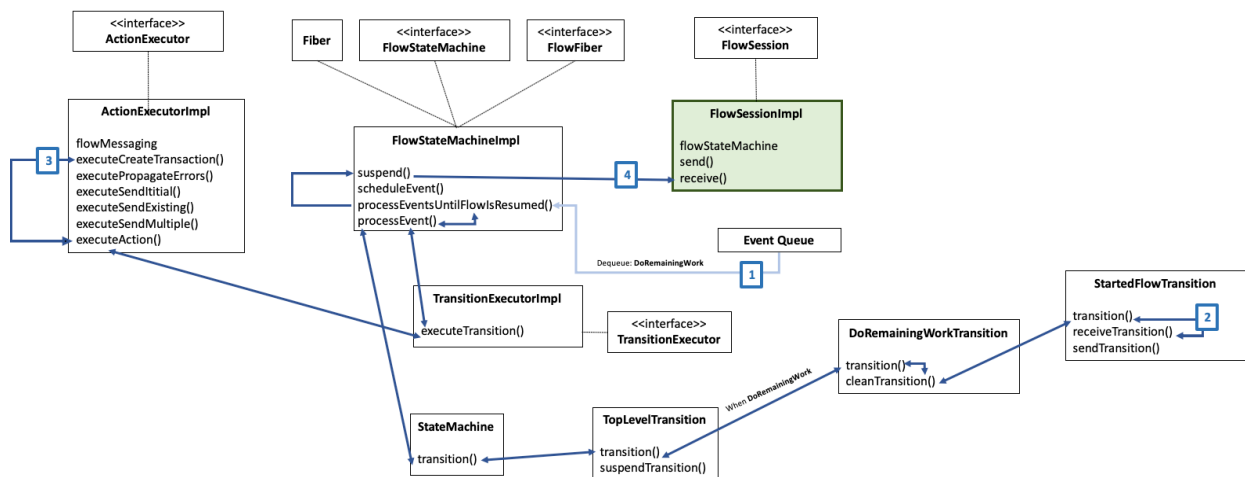 <<interface>>
ActionExecutor
Fiber
<<interface>>
FlowStateMachine
<<interface>>
FlowFiber
<<interface>>
FlowSession
ActionExecutorImpl
flowMessaging
executeCreateTransaction()
executePropagateErrors()
executeSendItitial()
executeSendExisting()
executeSendMultiple()
executeAction()
3
FlowStateMachineImpl
suspend()
scheduleEvent()
processEventsUntilFlowIsResumed()
processEvent()
4
FlowSessionImpl
flowStateMachine
send()
receive()
Event Queue
Dequeue: DoRemainingWork
1
TransitionExecutorImpl
executeTransition()
<<interface>>
TransitionExecutor
StartedFlowTransition
transition()
receiveTransition()
sendTransition()
2
DoRemainingWorkTransition
transition()
cleanTransition()
When DoRemainingWork
StateMachine
transition()
TopLevelTransition
transition()
suspendTransition()